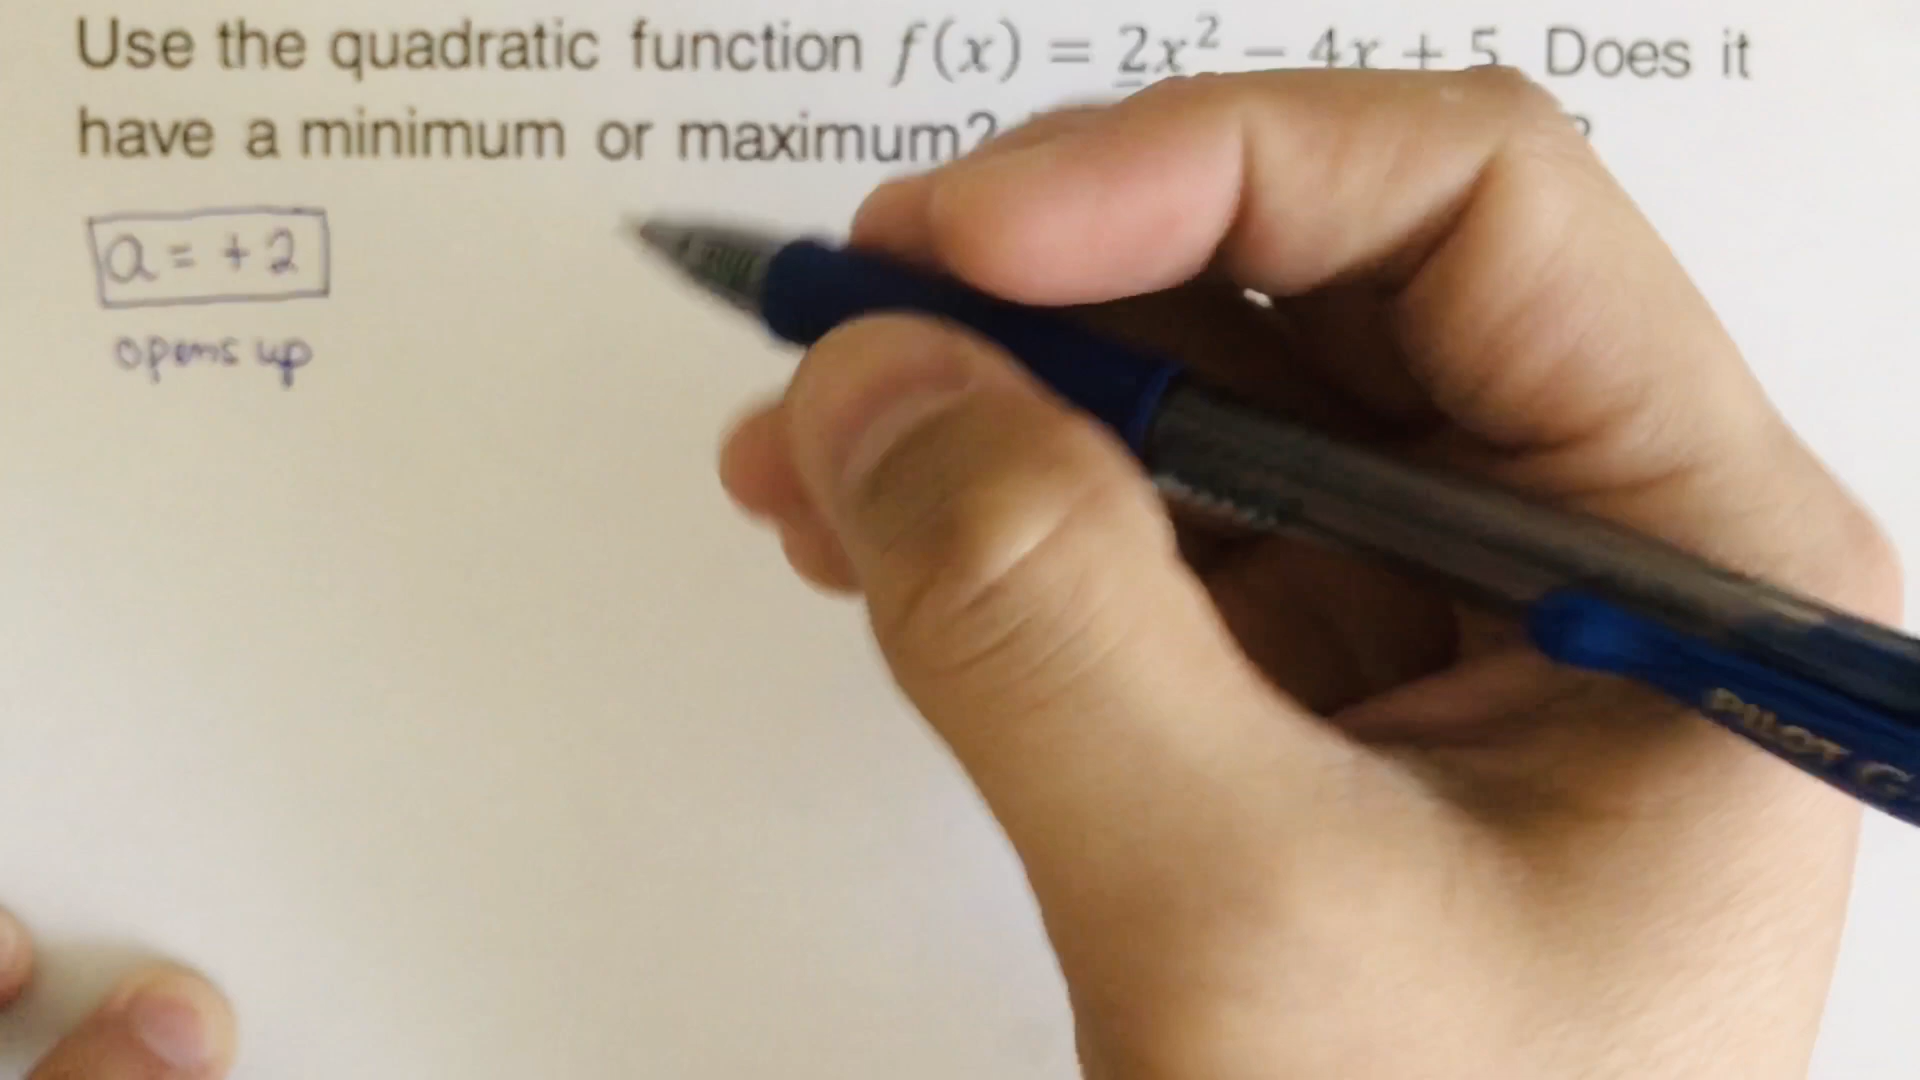 Use the quadratic function f(x) = 2x² − 4x + 5. Does it
have a minimum or maximum? ?
a = + 2
opens up
PILOT G